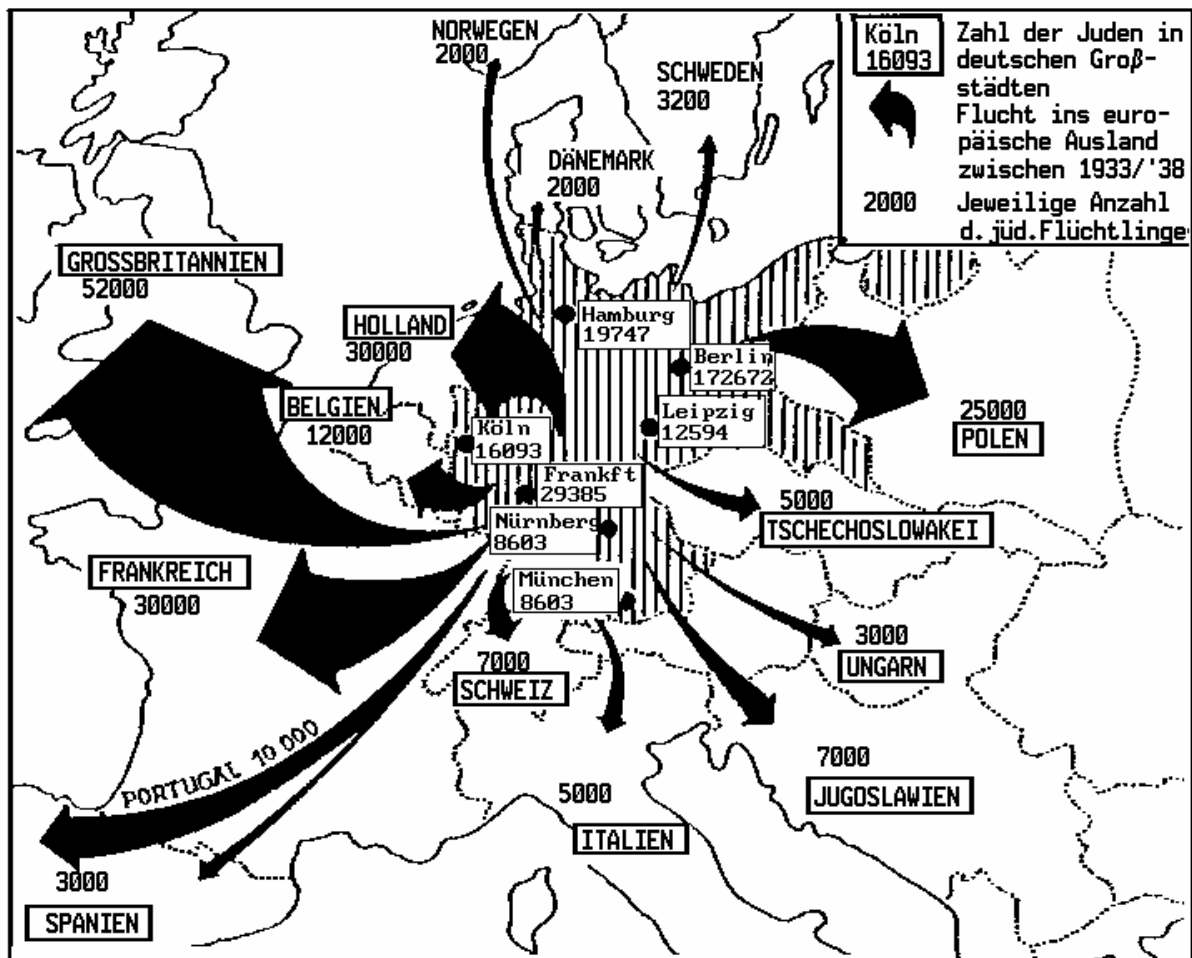 NORWEGEN
2000
SCHWEDEN
3200
Köln
16093
Zahl der Juden in
deutschen Groß-
städten
Flucht ins euro-
päische Ausland
zwischen 1933/'38
2000
Jeweilige Anzahl
d.jüd.Flüchtlinge
DÄNEMARK
2000
GROSSBRITANNIEN
52000
HOLLAND
30000
Hamburg
19747
Berlin
172672
BELGIEN
12000
Köln
16093
Leipzig
12594
25000
POLEN
Frankft
29385
5000
TSCHECHOSLOWAKEI
Nürnberg
8603
FRANKREICH
30000
München
8603
3000
UNGARN
7000
SCHWEIZ
PORTUGAL 10 000
7000
JUGOSLAWIEN
5000
ITALIEN
3000
SPANIEN